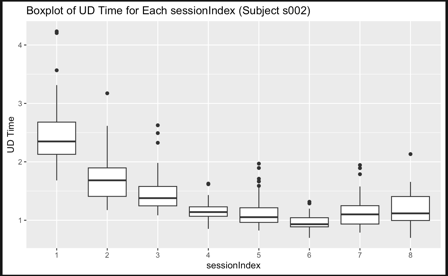 Boxplot of UD Time for Each sessionIndex (Subject s002)
4
3
2
1
UD Time
1 2 3 4 5 6 7 8
sessionIndex